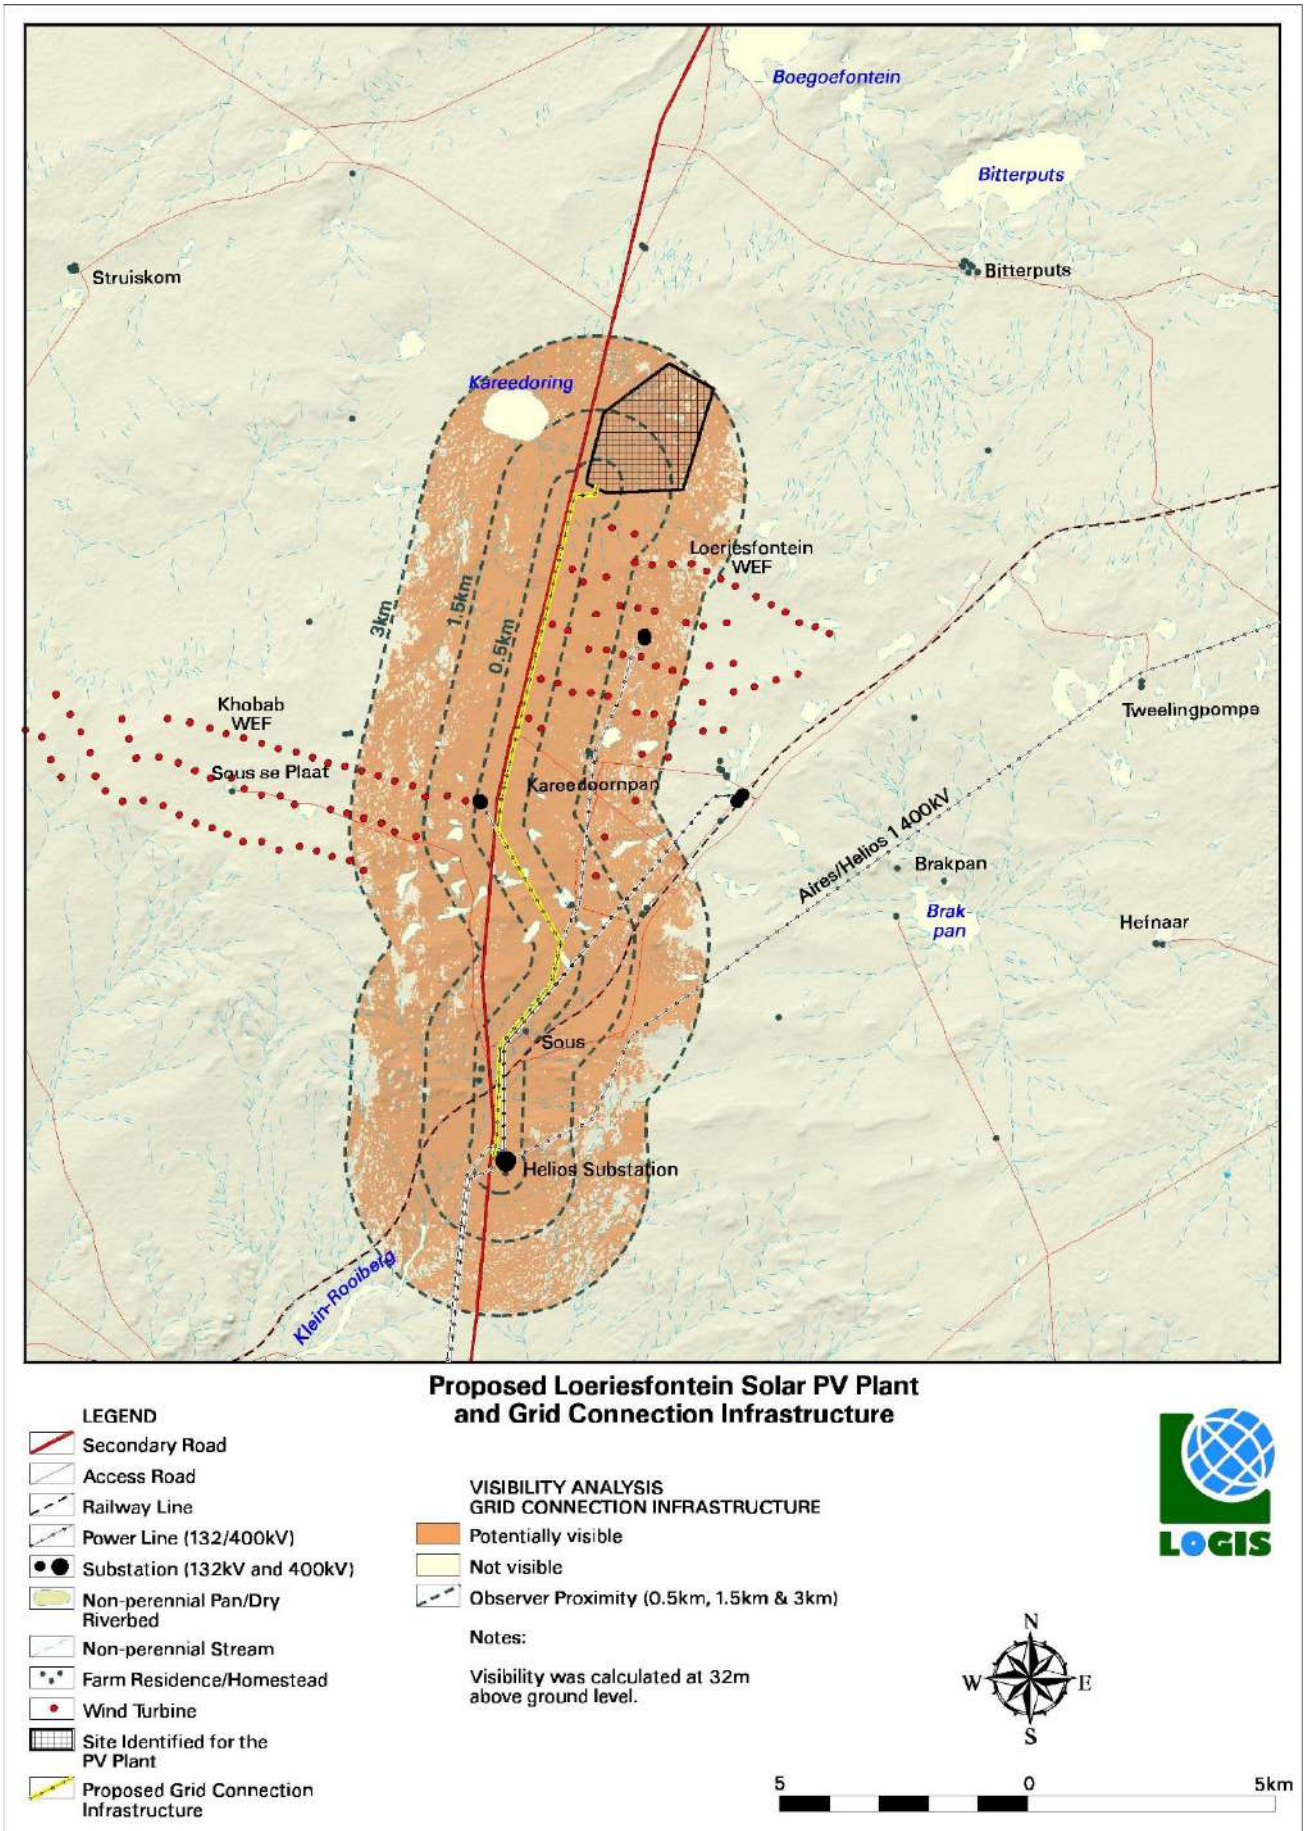 Boegoefontein
Bitterputs
Bitterputs
Struiskom
Kareedoring
Loeriesfontein
WEF
3km
1.5km
0.5km
Khobab
WEF
Tweelingpompe
Sous se Plaat
Kareedoornpan
Aires/Helios 1 400kV
Brakpan
Brak-
pan
Hefnaar
Sous
Helios Substation
Klein-Rooiberg
Proposed Loeriesfontein Solar PV Plant
and Grid Connection Infrastructure
LEGEND
Secondary Road
Access Road
Railway Line
Power Line (132/400kV)
Substation (132kV and 400kV)
Non-perennial Pan/Dry
Riverbed
Non-perennial Stream
Farm Residence/Homestead
Wind Turbine
Site Identified for the
PV Plant
Proposed Grid Connection
Infrastructure
VISIBILITY ANALYSIS
GRID CONNECTION INFRASTRUCTURE
Potentially visible
Not visible
Observer Proximity (0.5km, 1.5km & 3km)
Notes:
Visibility was calculated at 32m
above ground level.
LOGIS
N
W E
S
5 0 5km